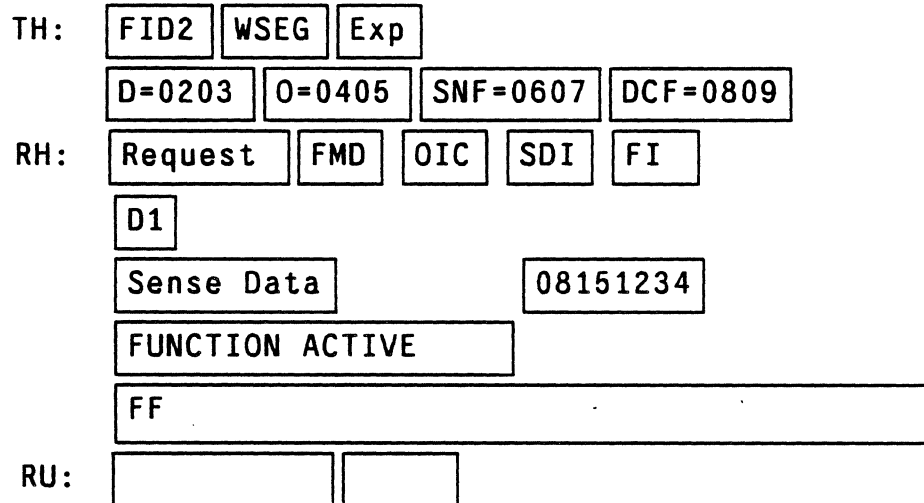 TH: FID2 WSEG Exp
D=0203 O=0405 SNF=0607 DCF=0809
RH: Request FMD OIC SDI FI
D1
Sense Data 08151234
FUNCTION ACTIVE
FF
RU: